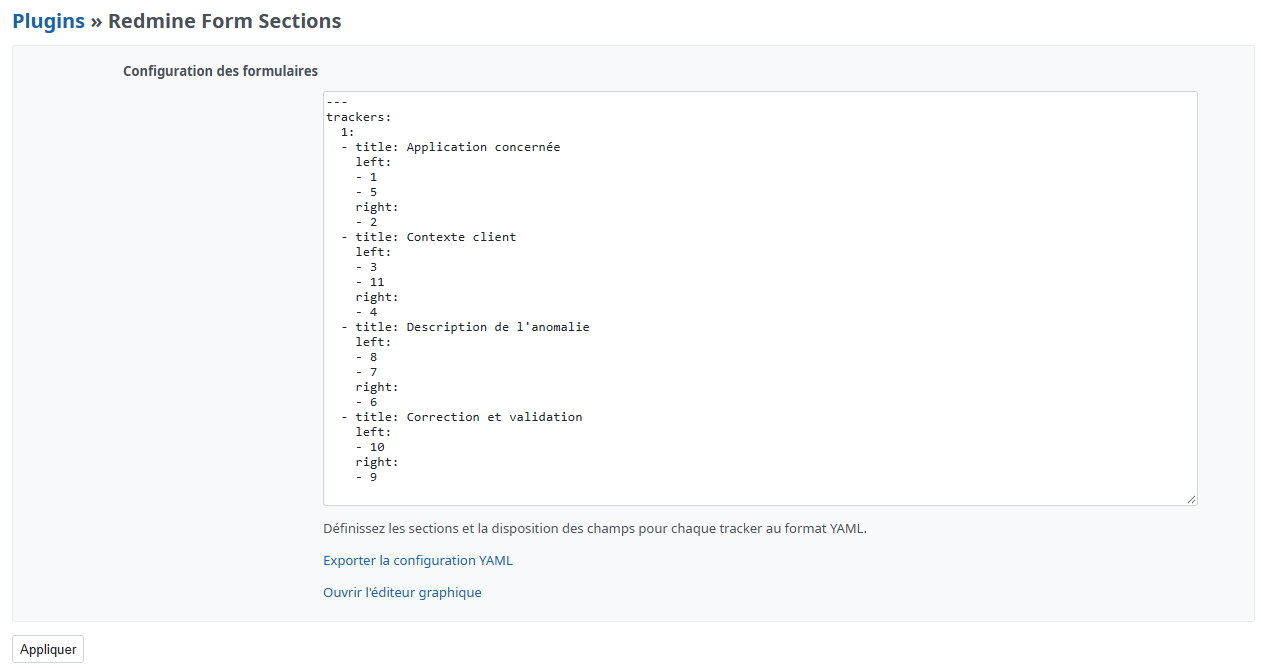 Plugins » Redmine Form Sections
Configuration des formulaires
---
trackers:
  1:
  - title: Application concernée
    left:
    - 1
    - 5
    right:
    - 2
  - title: Contexte client
    left:
    - 3
    - 11
    right:
    - 4
  - title: Description de l'anomalie
    left:
    - 8
    - 7
    right:
    - 6
  - title: Correction et validation
    left:
    - 10
    right:
    - 9
Définissez les sections et la disposition des champs pour chaque tracker au format YAML.
Exporter la configuration YAML
Ouvrir l'éditeur graphique
Appliquer